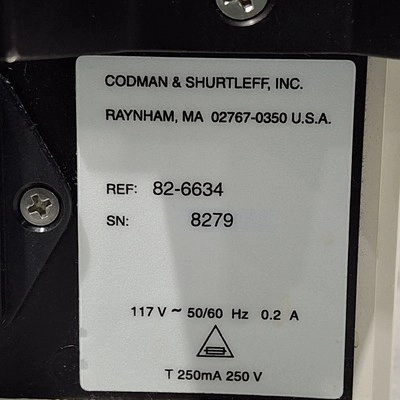 CODMAN & SHURTLEFF, INC.
RAYNHAM, MA 02767-0350 U.S.A.
REF: 82-6634
SN: 8279
117 V ~ 50/60 Hz 0.2 A
T 250mA 250 V